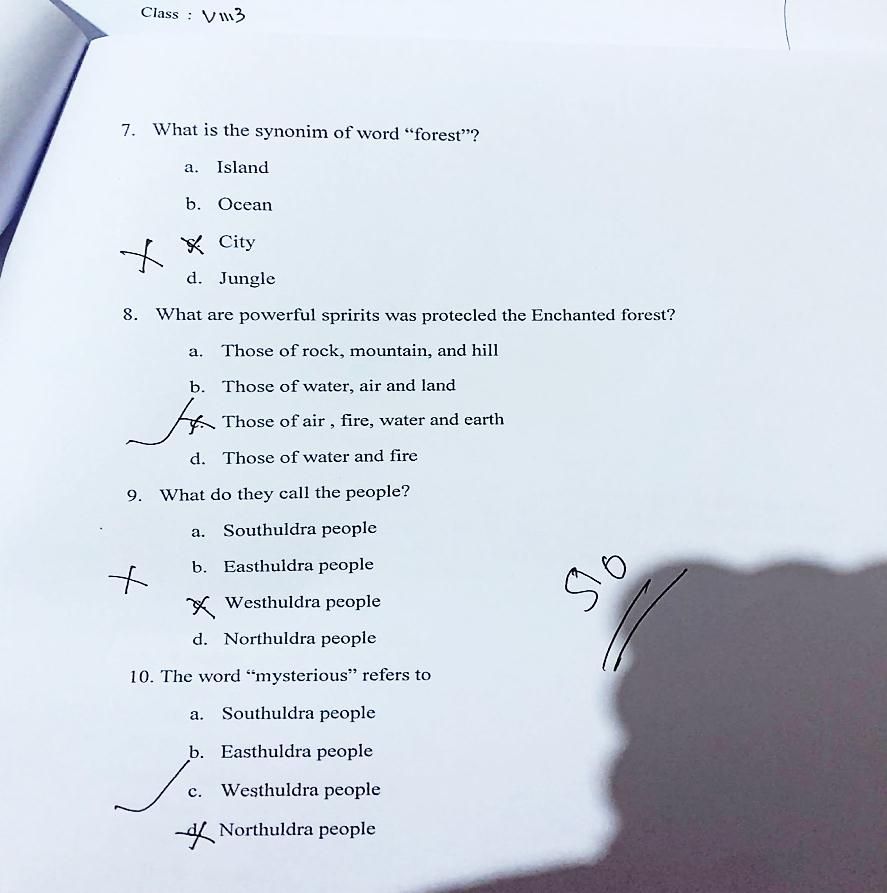 Class : VIII3
7. What is the synonim of word “forest”?
a. Island
b. Ocean
c. City
d. Jungle
8. What are powerful spririts was protecled the Enchanted forest?
a. Those of rock, mountain, and hill
b. Those of water, air and land
c. Those of air , fire, water and earth
d. Those of water and fire
9. What do they call the people?
a. Southuldra people
b. Easthuldra people
c. Westhuldra people
d. Northuldra people
50
10. The word “mysterious” refers to
a. Southuldra people
b. Easthuldra people
c. Westhuldra people
d. Northuldra people